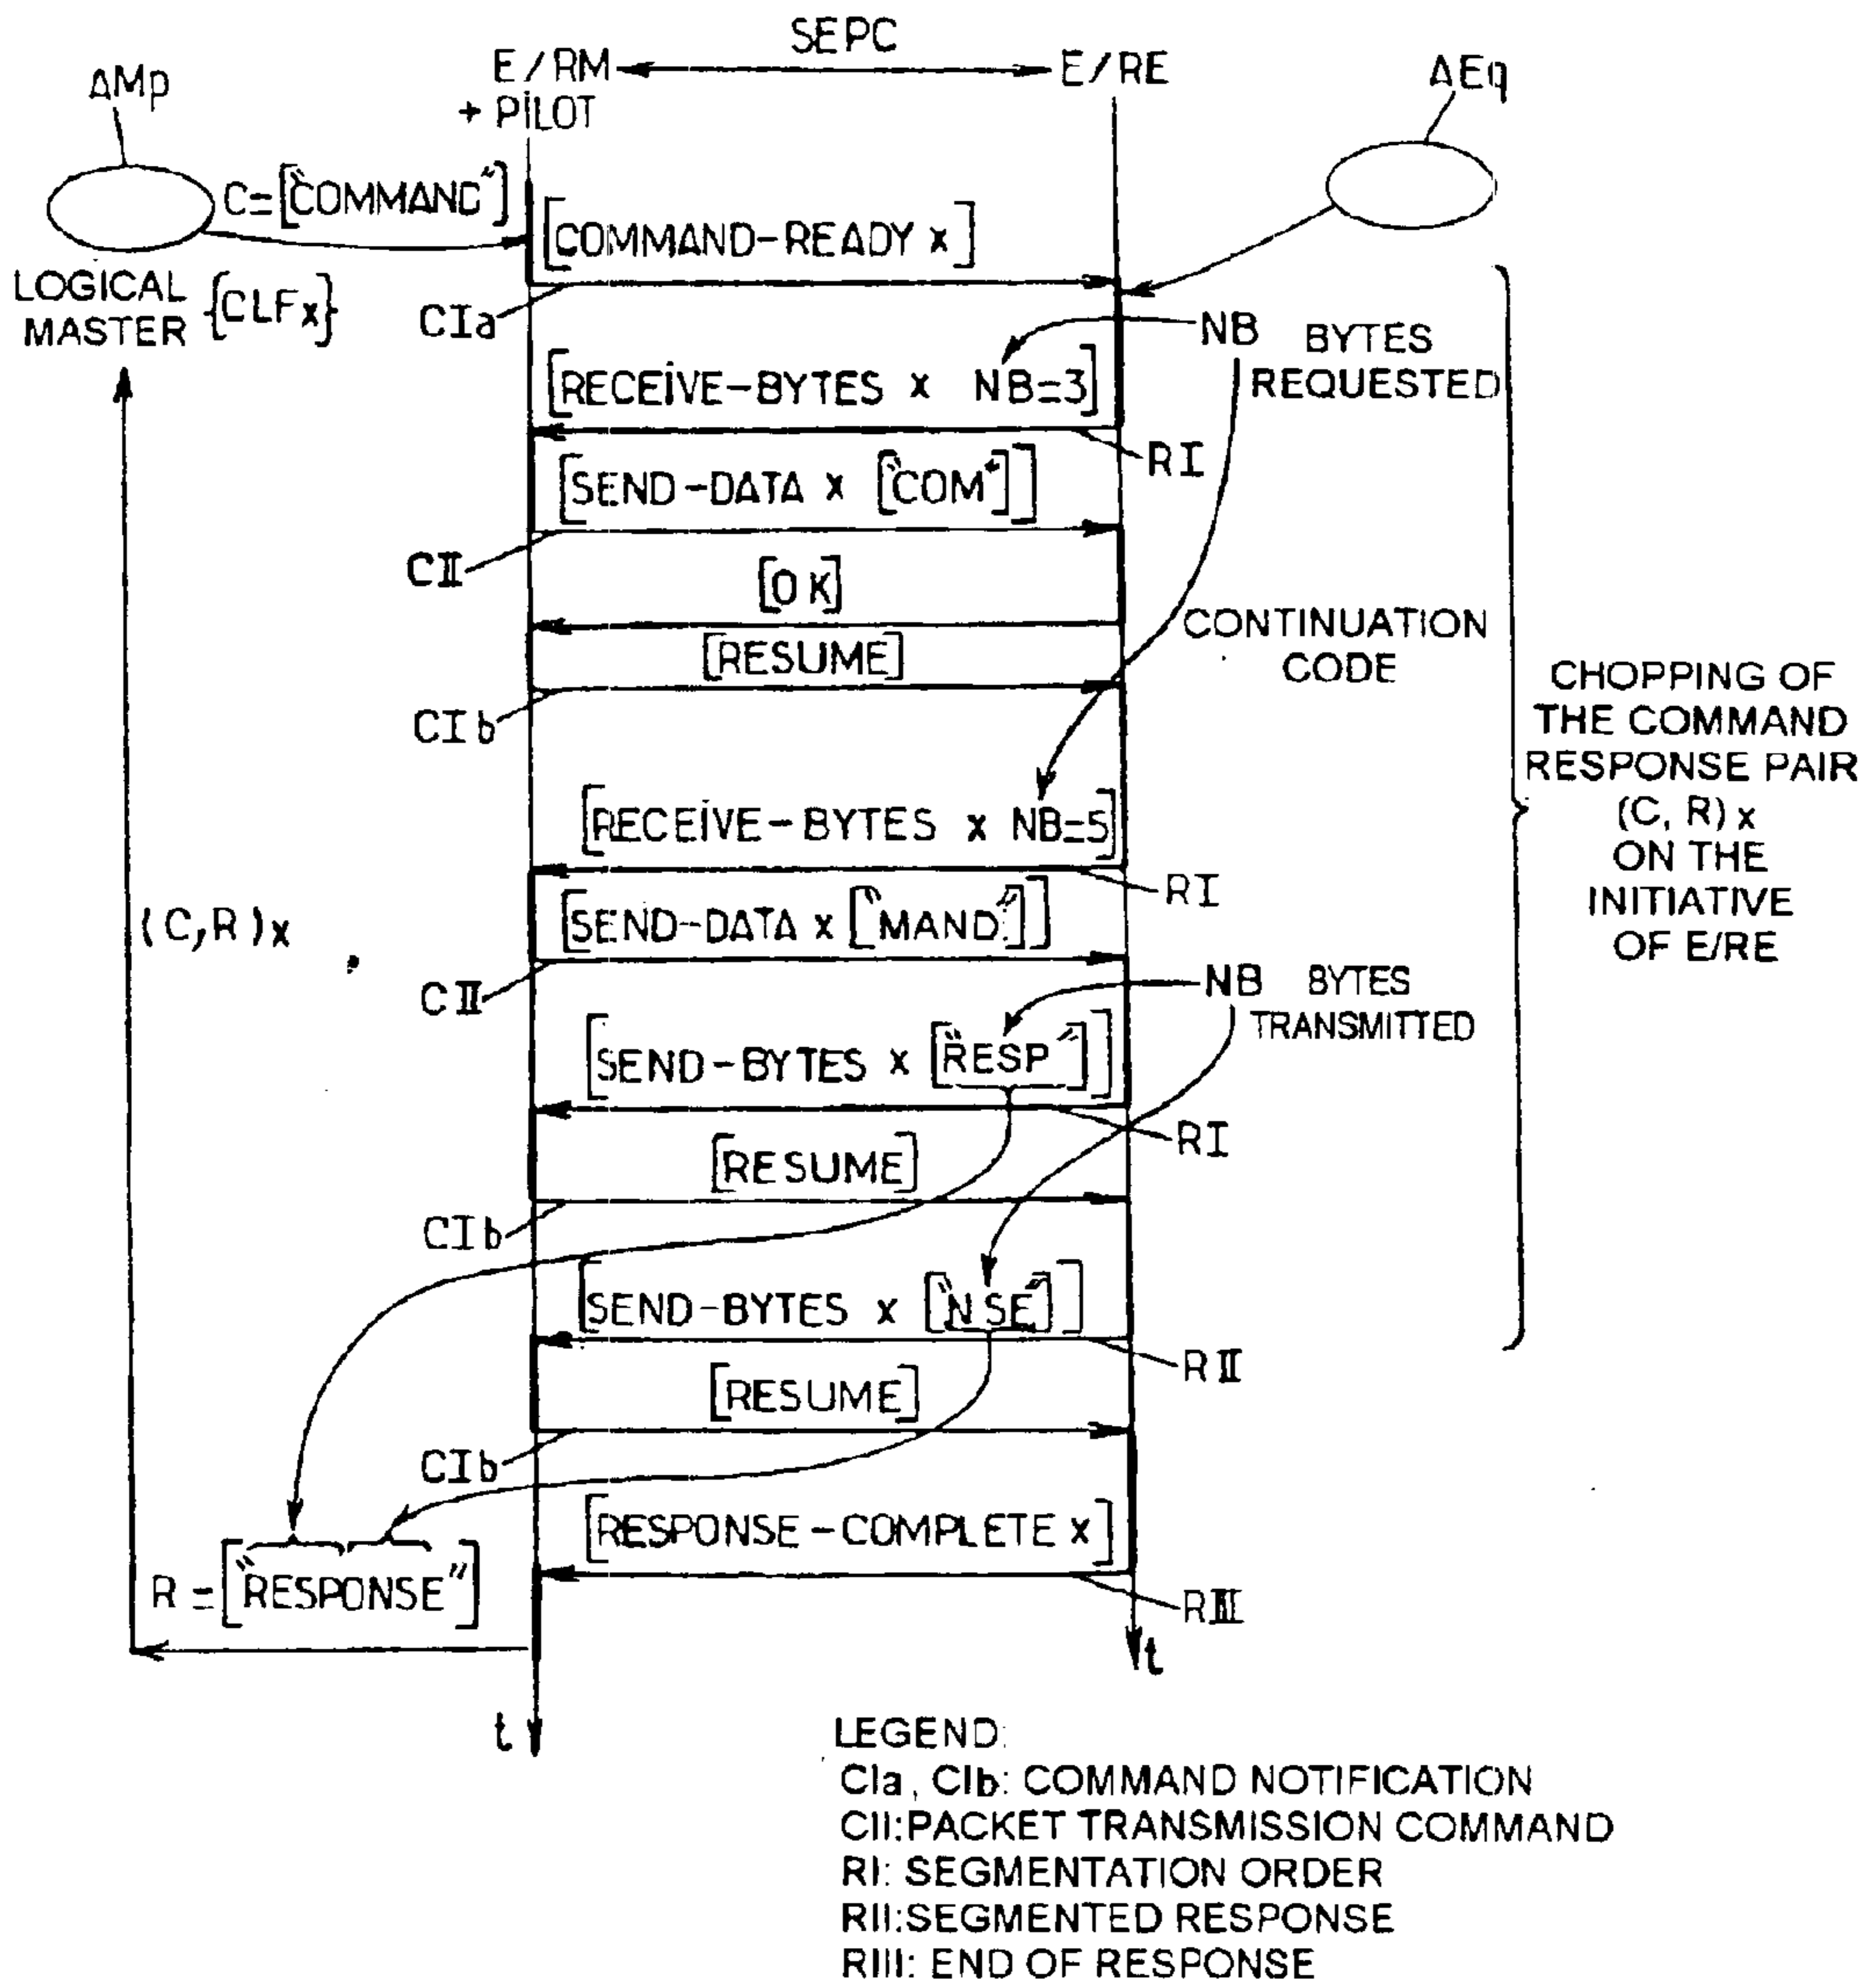 SEPC
AMp
E/RM
E/RE
AEq
+ PILOT
C=["COMMAND"]
[COMMAND-READY x]
LOGICAL
MASTER {CLFx}
CIa
NB BYTES
REQUESTED
[RECEIVE-BYTES x NB=3]
RI
[SEND-DATA x ["COM"]]
CII
[OK]
CONTINUATION
CODE
[RESUME]
CIb
CHOPPING OF
THE COMMAND
RESPONSE PAIR
(C, R) x
ON THE
INITIATIVE
OF E/RE
[RECEIVE-BYTES x NB=5]
RI
(C,R)x
[SEND-DATA x ["MAND"]]
CII
NB BYTES
TRANSMITTED
[SEND-BYTES x ["RESP"]]
RI
[RESUME]
CIb
[SEND-BYTES x ["NSE"]]
RII
[RESUME]
CIb
[RESPONSE-COMPLETE x]
R=["RESPONSE"]
RIII
t
t
LEGEND:
CIa, CIb: COMMAND NOTIFICATION
CII:PACKET TRANSMISSION COMMAND
RI: SEGMENTATION ORDER
RII:SEGMENTED RESPONSE
RIII: END OF RESPONSE